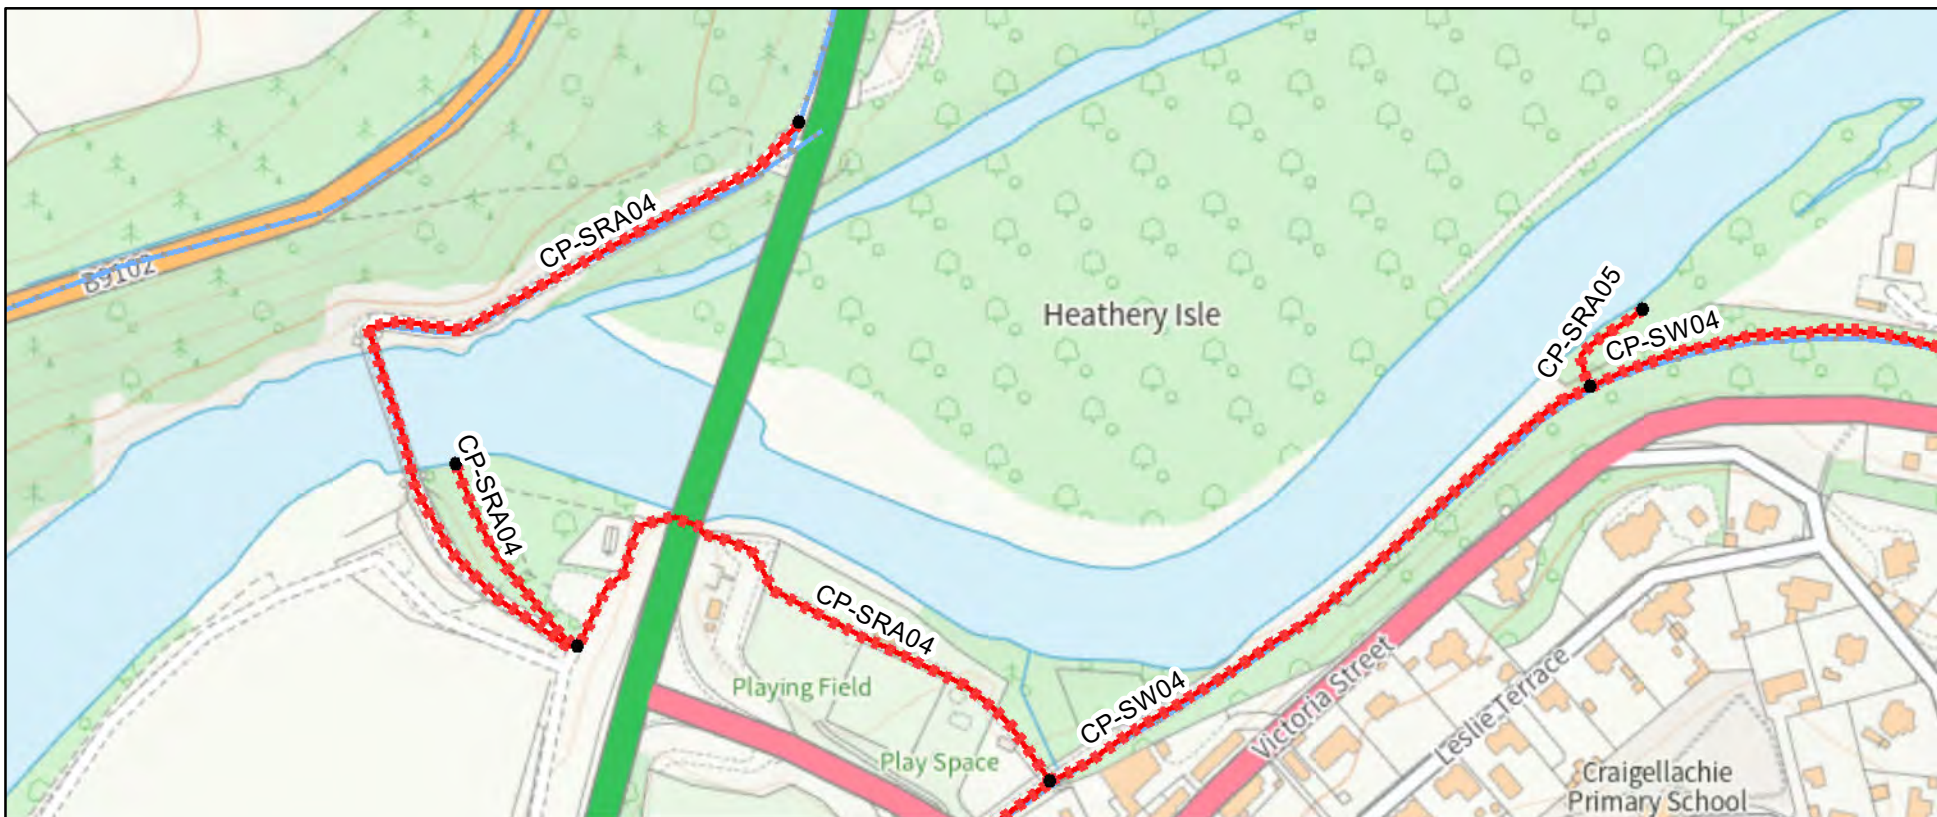 CP-SRA04
B9102
Heathery Isle
CP-SRA05
CP-SW04
CP-SRA04
CP-SRA04
Playing Field
Play Space
CP-SW04
Victoria Street
Leslie Terrace
Craigellachie
Primary School